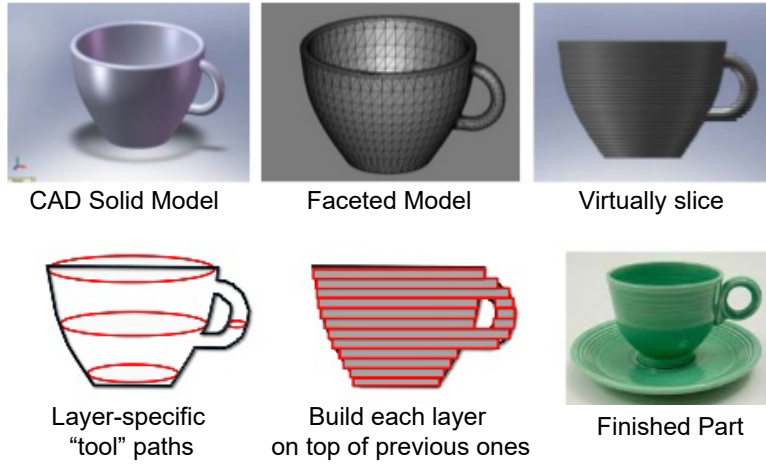 CAD Solid Model
Faceted Model
Virtually slice
Layer-specific
“tool” paths
Build each layer
on top of previous ones
Finished Part